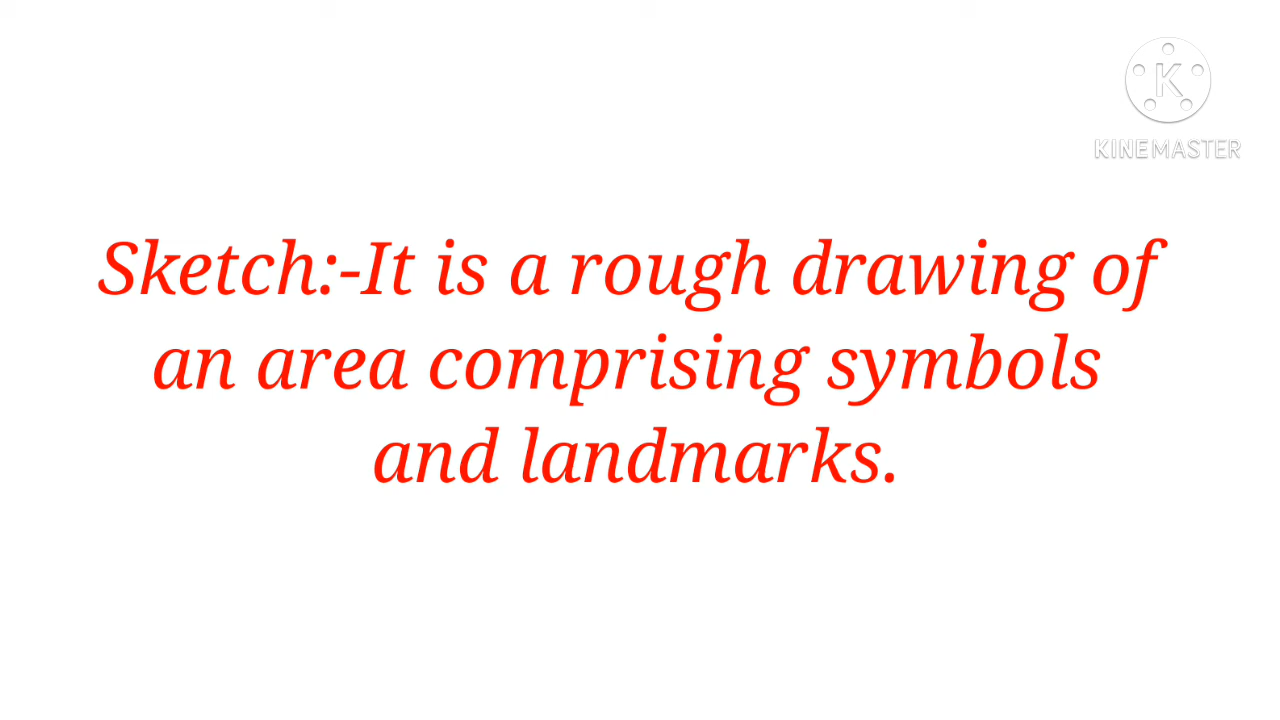 K
KINEMASTER
Sketch:-It is a rough drawing of
an area comprising symbols
and landmarks.